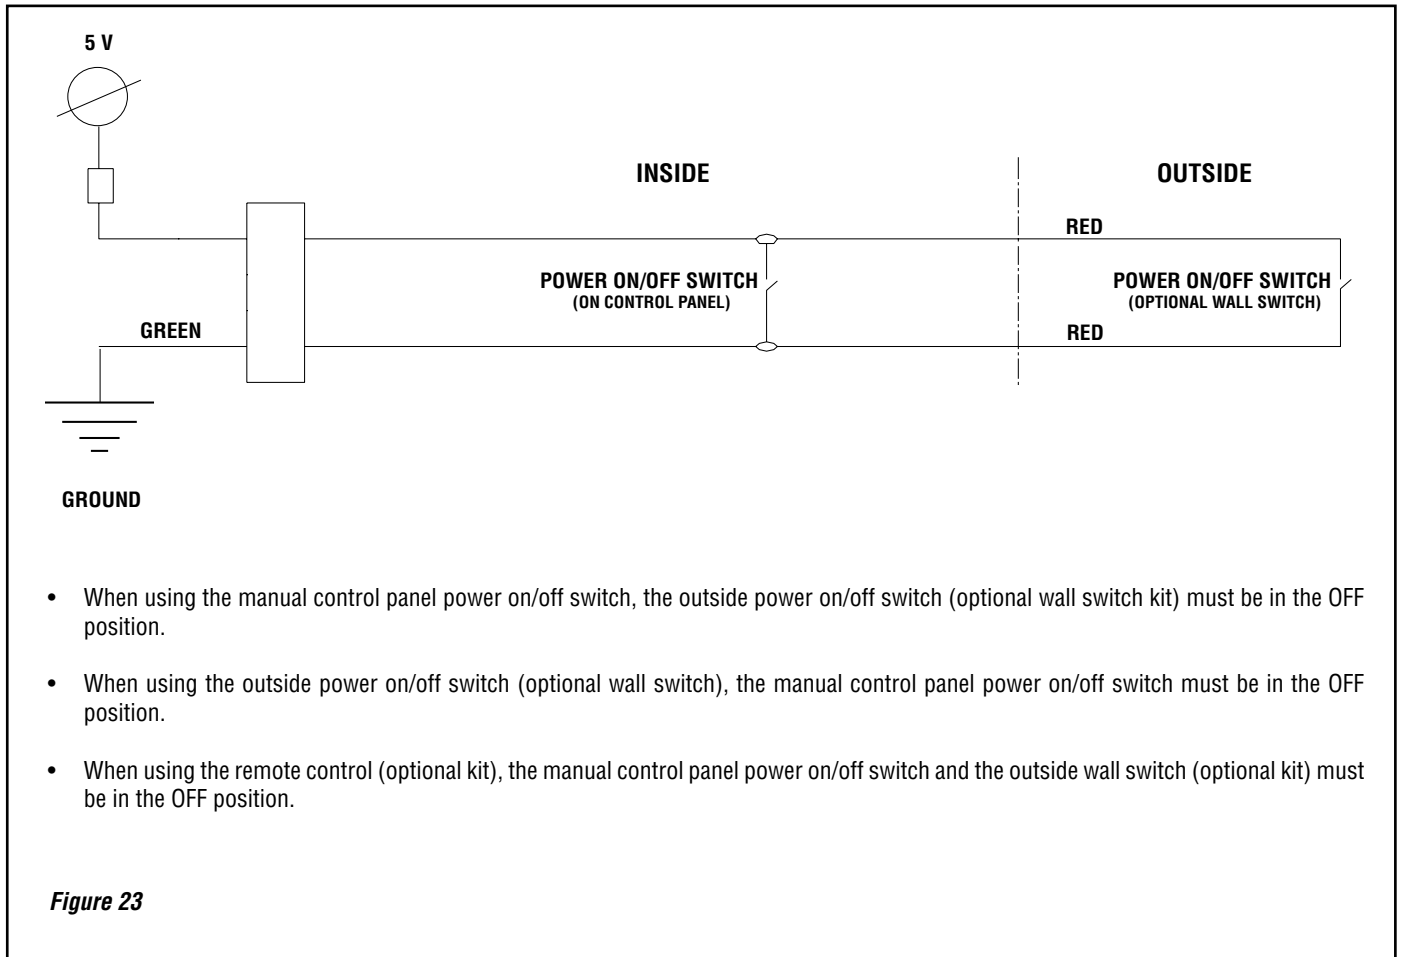 5 V
INSIDE
OUTSIDE
RED
POWER ON/OFF SWITCH
(ON CONTROL PANEL)
POWER ON/OFF SWITCH
(OPTIONAL WALL SWITCH)
GREEN
RED
GROUND
• When using the manual control panel power on/off switch, the outside power on/off switch (optional wall switch kit) must be in the OFF
position.
• When using the outside power on/off switch (optional wall switch), the manual control panel power on/off switch must be in the OFF
position.
• When using the remote control (optional kit), the manual control panel power on/off switch and the outside wall switch (optional kit) must
be in the OFF position.
Figure 23